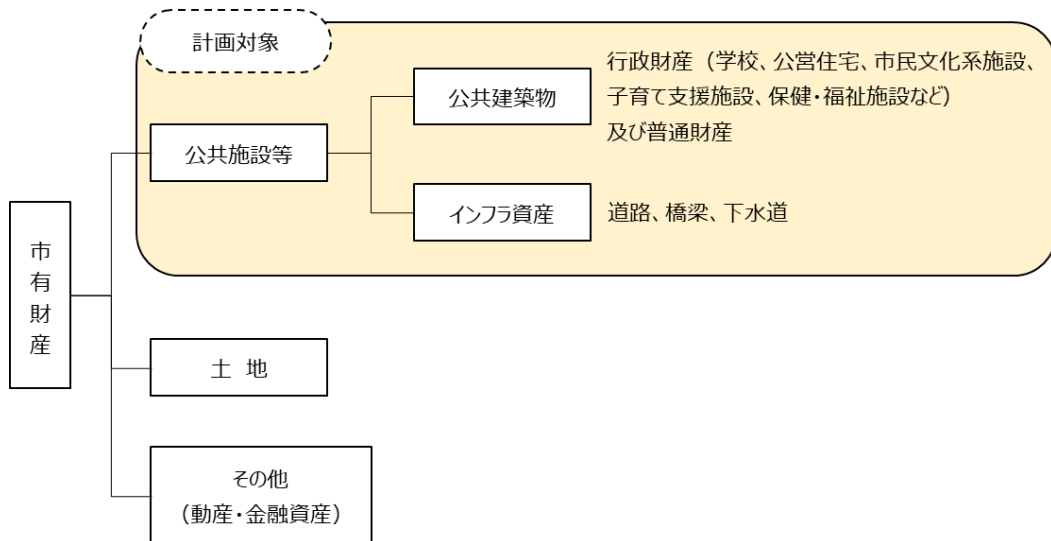 計画対象
公共建築物
行政財産（学校、公営住宅、市民文化系施設、
子育て支援施設、保健・福祉施設など）
及び普通財産
公共施設等
インフラ資産
道路、橋梁、下水道
市有財産
土　地
その他
（動産・金融資産）